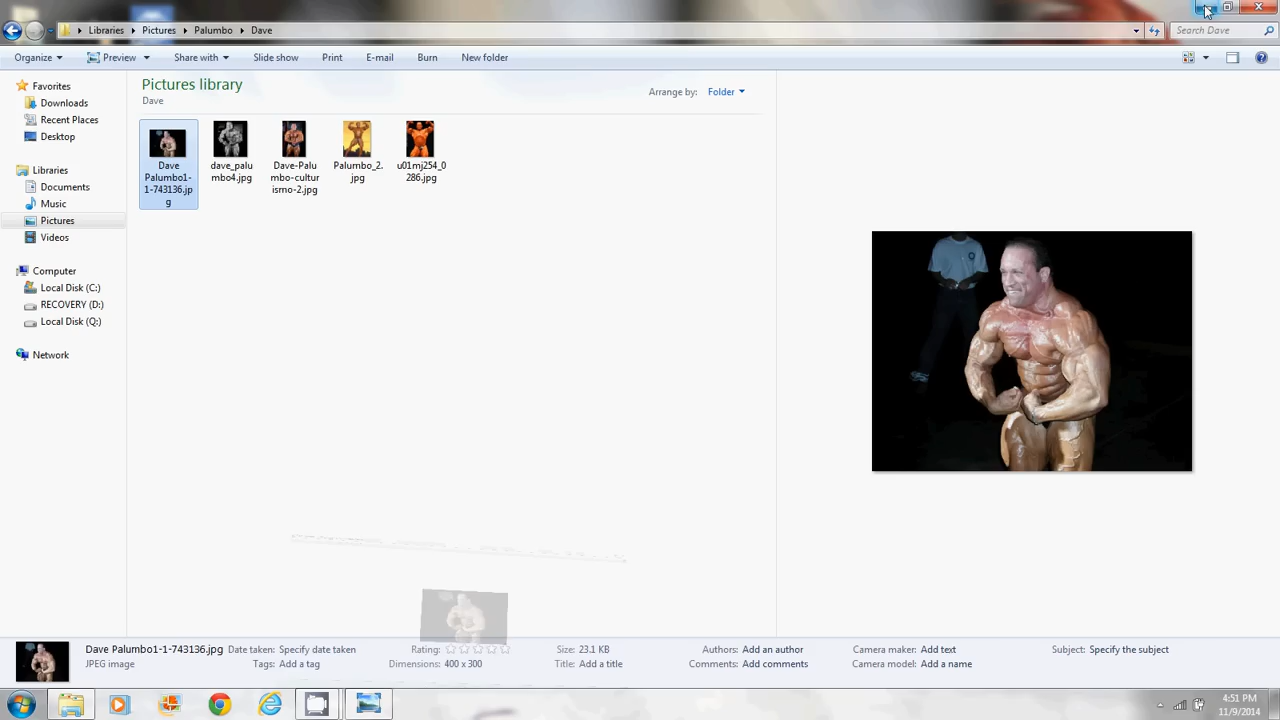 Libraries Pictures Palumbo Dave
Search Dave
Organize Preview Share with Slide show Print E-mail Burn New folder
Favorites
Downloads
Recent Places
Desktop
Libraries
Documents
Music
Pictures
Videos
Computer
Local Disk (C:)
RECOVERY (D:)
Local Disk (Q:)
Network
Pictures library
Dave
Arrange by: Folder
Dave
Palumbo1-
1-743136.jp
g
dave_palu
mbo4.jpg
Dave-Palu
mbo-cultur
ismo-2.jpg
Palumbo_2.
jpg
u01mj254_0
286.jpg
Dave Palumbo1-1-743136.jpg Date taken: Specify date taken Rating: Size: 23.1 KB Authors: Add an author Camera maker: Add text Subject: Specify the subject
JPEG image Tags: Add a tag Dimensions: 400 x 300 Title: Add a title Comments: Add comments Camera model: Add a name
4:51 PM
11/9/2014